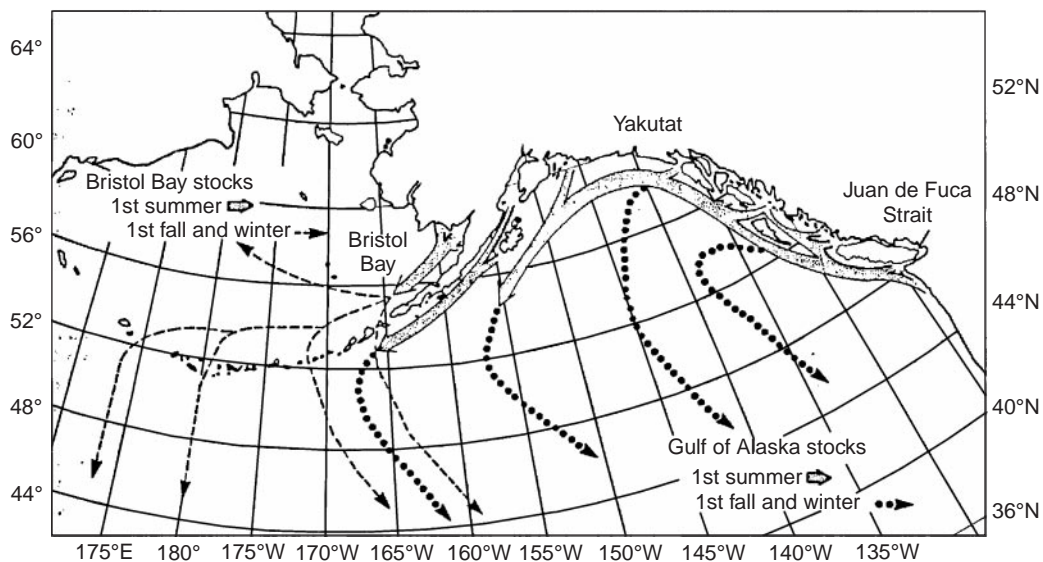 64°
60°
56°
52°
48°
44°
52°N
48°N
44°N
40°N
36°N
Yakutat
Juan de Fuca
Strait
Bristol Bay stocks
1st summer
1st fall and winter
Bristol
Bay
Gulf of Alaska stocks
1st summer
1st fall and winter
175°E 180° 175°W 170°W 165°W 160°W 155°W 150°W 145°W 140°W 135°W